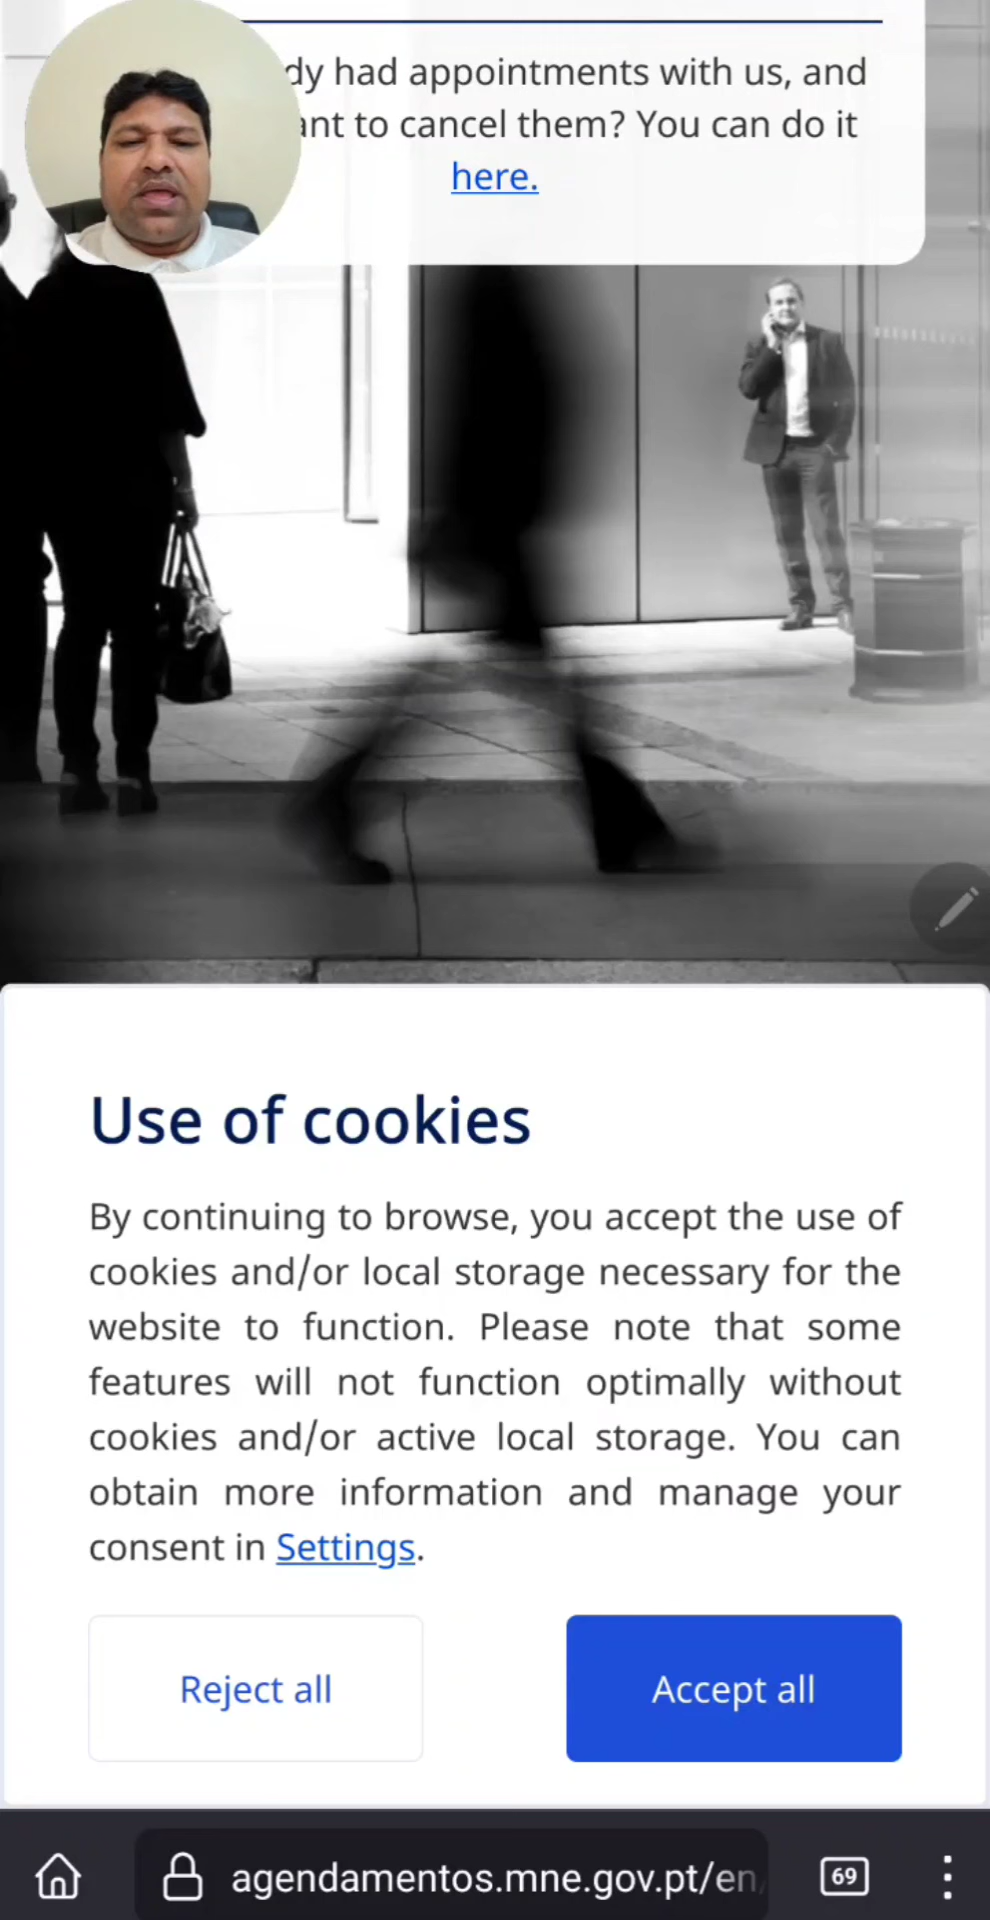 dy had appointments with us, and
ant to cancel them? You can do it
here.
Use of cookies
By continuing to browse, you accept the use of
cookies and/or local storage necessary for the
website to function. Please note that some
features will not function optimally without
cookies and/or active local storage. You can
obtain more information and manage your
consent in Settings.
Reject all
Accept all
agendamentos.mne.gov.pt/en/
69